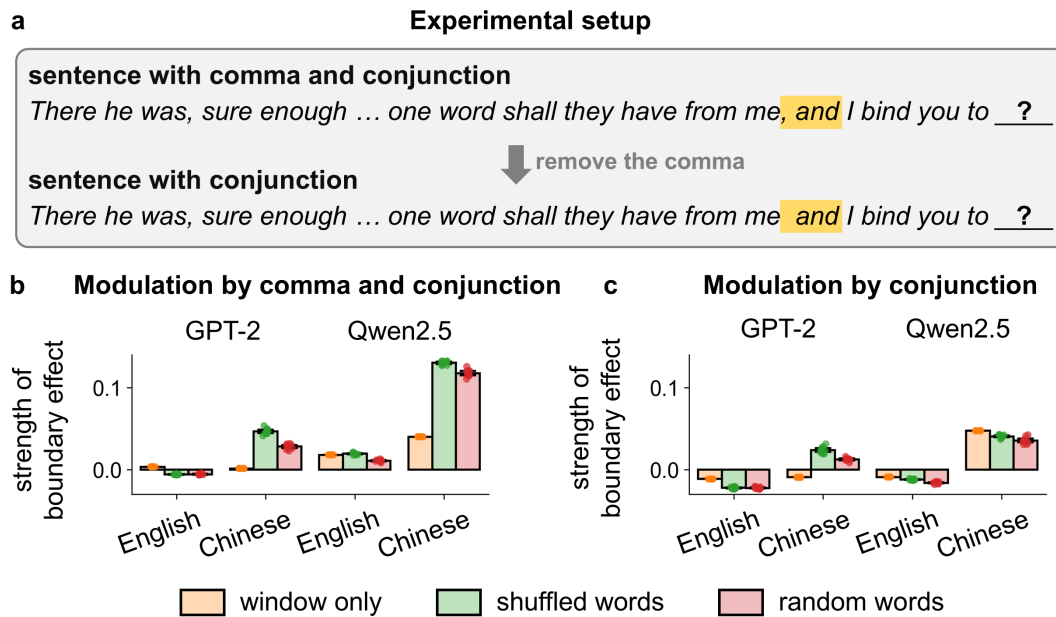 a
Experimental setup
sentence with comma and conjunction
There he was, sure enough … one word shall they have from me, and I bind you to ?
remove the comma
sentence with conjunction
There he was, sure enough … one word shall they have from me and I bind you to ?
b
Modulation by comma and conjunction
GPT-2
Qwen2.5
strength of
boundary effect
0.1
0.0
English
Chinese
English
Chinese
c
Modulation by conjunction
GPT-2
Qwen2.5
strength of
boundary effect
0.1
0.0
English
Chinese
English
Chinese
window only
shuffled words
random words